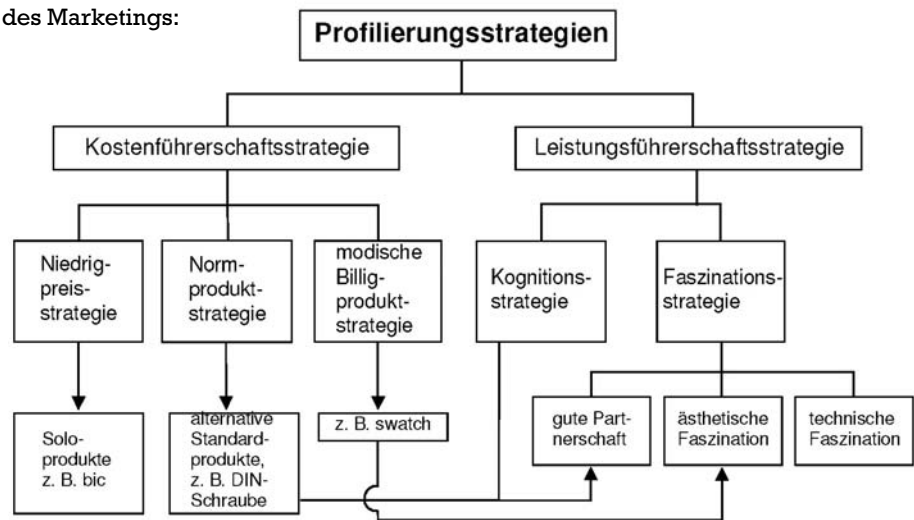 des Marketings:
Profilierungsstrategien
Kostenführerschaftsstrategie
Leistungsführerschaftsstrategie
Niedrig-
preis-
strategie
Norm-
produkt-
strategie
modische
Billig-
produkt-
strategie
Kognitions-
strategie
Faszinations-
strategie
Solo-
produkte
z. B. bic
alternative
Standard-
produkte,
z. B. DIN-
Schraube
z. B. swatch
gute Part-
nerschaft
ästhetische
Faszination
technische
Faszination